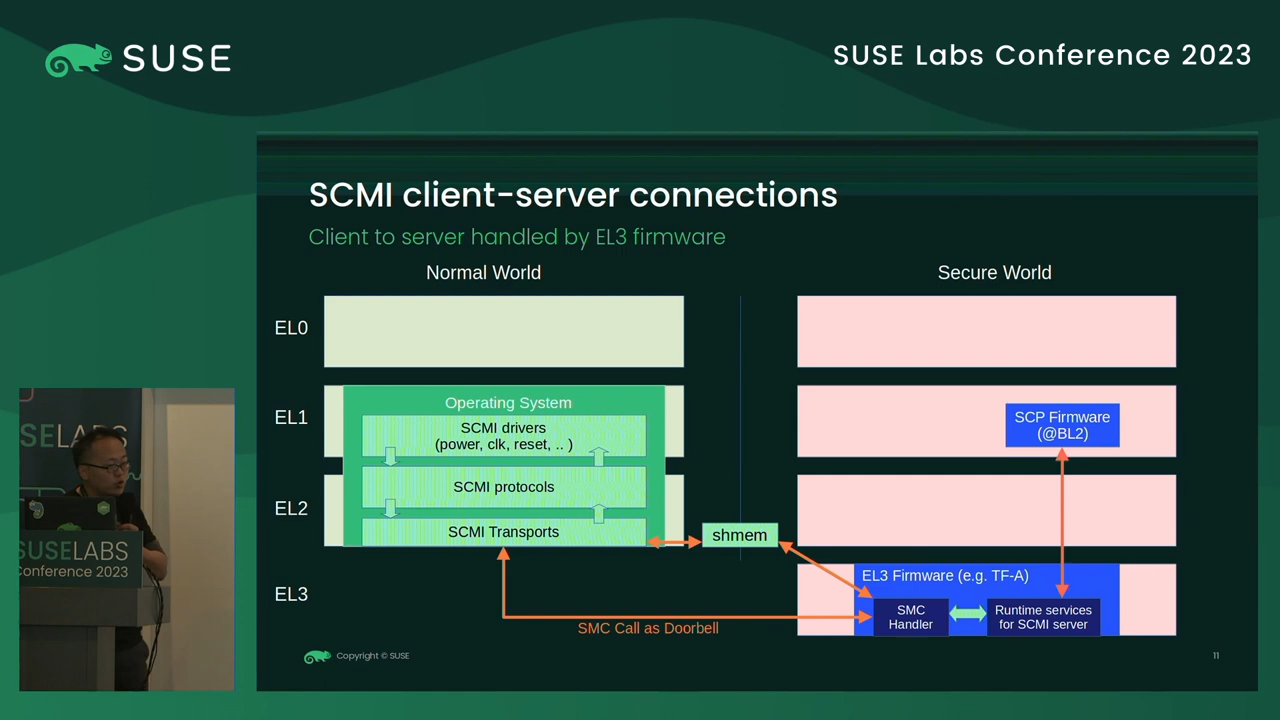 SUSE
SUSE Labs Conference 2023
SCMI client-server connections
Client to server handled by EL3 firmware
Normal World
Secure World
EL0
EL1
Operating System
SCMI drivers
(power, clk, reset, .. )
SCP Firmware
(@BL2)
EL2
SCMI protocols
SCMI Transports
shmem
EL3
EL3 Firmware (e.g. TF-A)
SMC
Handler
Runtime services
for SCMI server
SMC Call as Doorbell
Copyright © SUSE
11
SUSELABS
Conference 2023